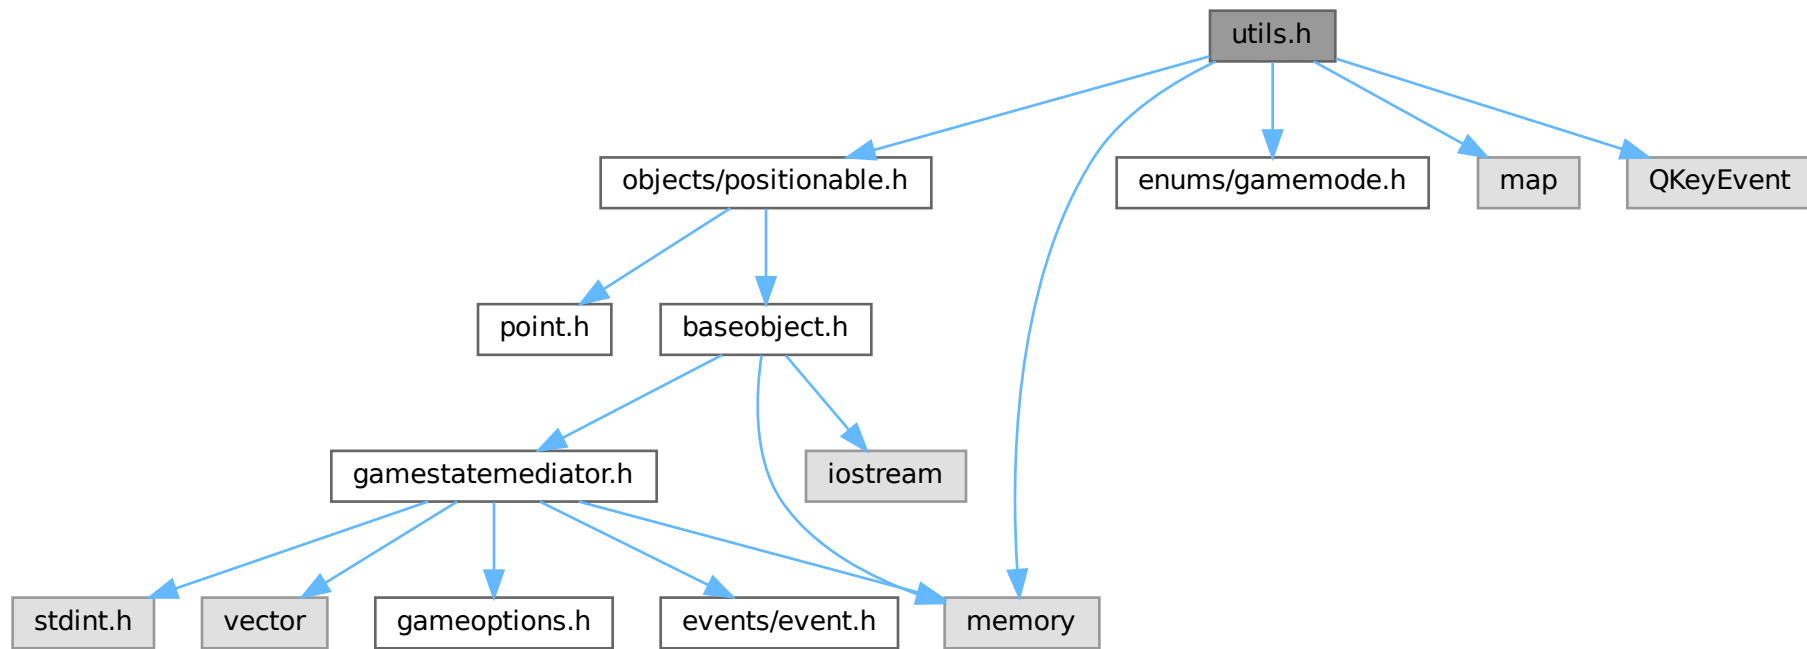 utils.h
objects/positionable.h
enums/gamemode.h
map
QKeyEvent
point.h
baseobject.h
gamestatemediator.h
iostream
stdint.h
vector
gameoptions.h
events/event.h
memory